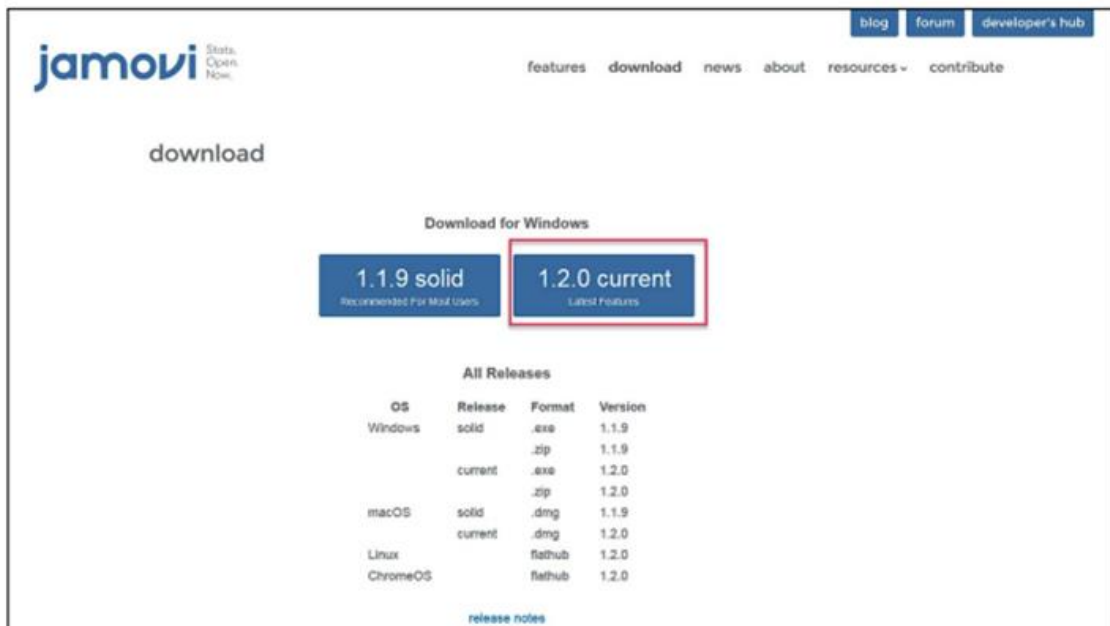 blog forum developer's hub
jamovi Stats. Open. Now.
features download news about resources contribute
download
Download for Windows
1.1.9 solid
Recommended For Most Users
1.2.0 current
Latest Features
All Releases
OS Release Format Version
Windows solid .exe 1.1.9
.zip 1.1.9
current .exe 1.2.0
.zip 1.2.0
macOS solid .dmg 1.1.9
current .dmg 1.2.0
Linux flathub 1.2.0
ChromeOS flathub 1.2.0
release notes